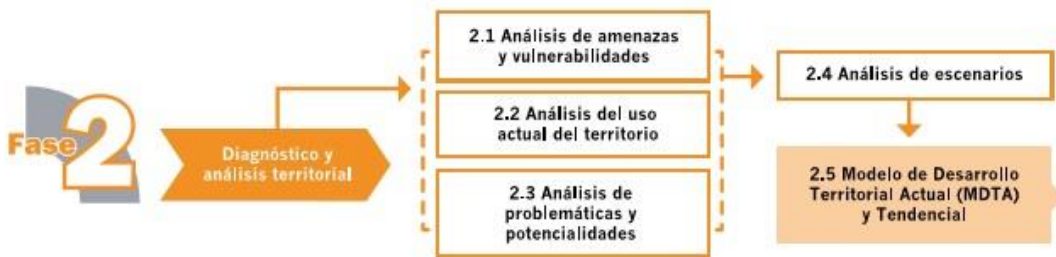 Fase 2
Diagnóstico y
análisis territorial
2.1 Análisis de amenazas
y vulnerabilidades
2.2 Análisis del uso
actual del territorio
2.3 Análisis de
problemáticas y
potencialidades
2.4 Análisis de escenarios
2.5 Modelo de Desarrollo
Territorial Actual (MDTA)
y Tendencial